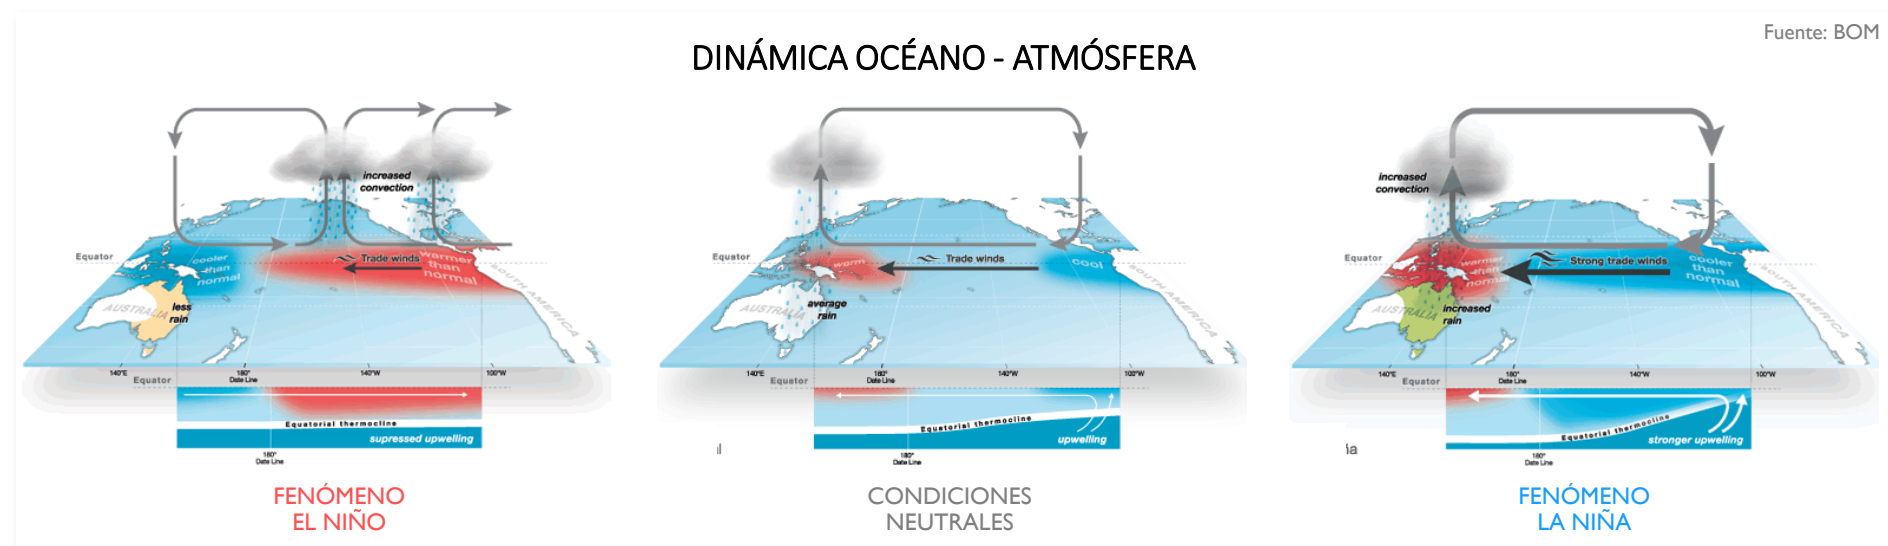 Fuente: BOM
DINÁMICA OCÉANO - ATMÓSFERA
increased
convection
Equator
cooler
than
normal
Trade winds
warmer
than
normal
SOUTH AMERICA
AUSTRALIA
less
rain
140°E
180°
Date Line
140°W
100°W
Equator
Equatorial thermocline
supressed upwelling
180°
Date Line
FENÓMENO
EL NIÑO
Equator
warm
Trade winds
cool
SOUTH AMERICA
AUSTRALIA
average
rain
140°E
180°
Date Line
140°W
100°W
Equator
Equatorial thermocline
upwelling
180°
Date Line
CONDICIONES
NEUTRALES
increased
convection
Equator
warmer
than
normal
Strong trade winds
cooler
than
normal
SOUTH AMERICA
AUSTRALIA
increased
rain
140°E
180°
Date Line
140°W
100°W
Equator
Equatorial thermocline
stronger upwelling
180°
Date Line
FENÓMENO
LA NIÑA